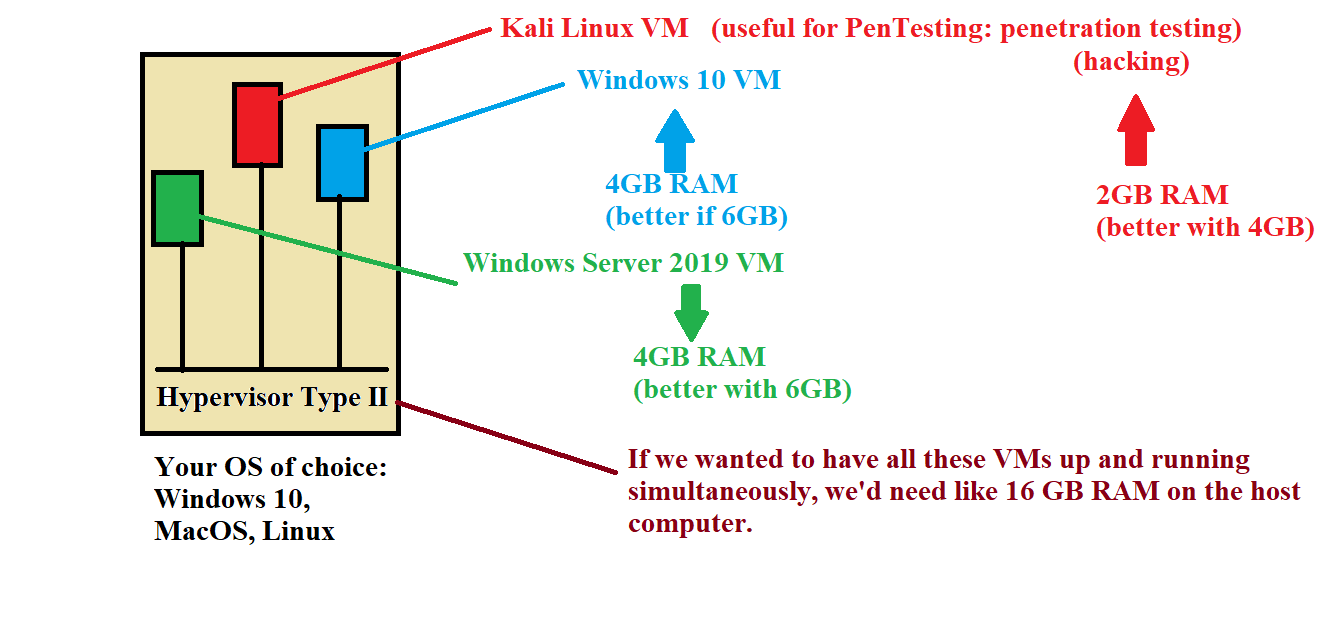 Kali Linux VM (useful for PenTesting: penetration testing)
(hacking)
Windows 10 VM
4GB RAM
(better if 6GB)
2GB RAM
(better with 4GB)
Windows Server 2019 VM
4GB RAM
(better with 6GB)
Hypervisor Type II
Your OS of choice:
Windows 10,
MacOS, Linux
If we wanted to have all these VMs up and running
simultaneously, we'd need like 16 GB RAM on the host
computer.